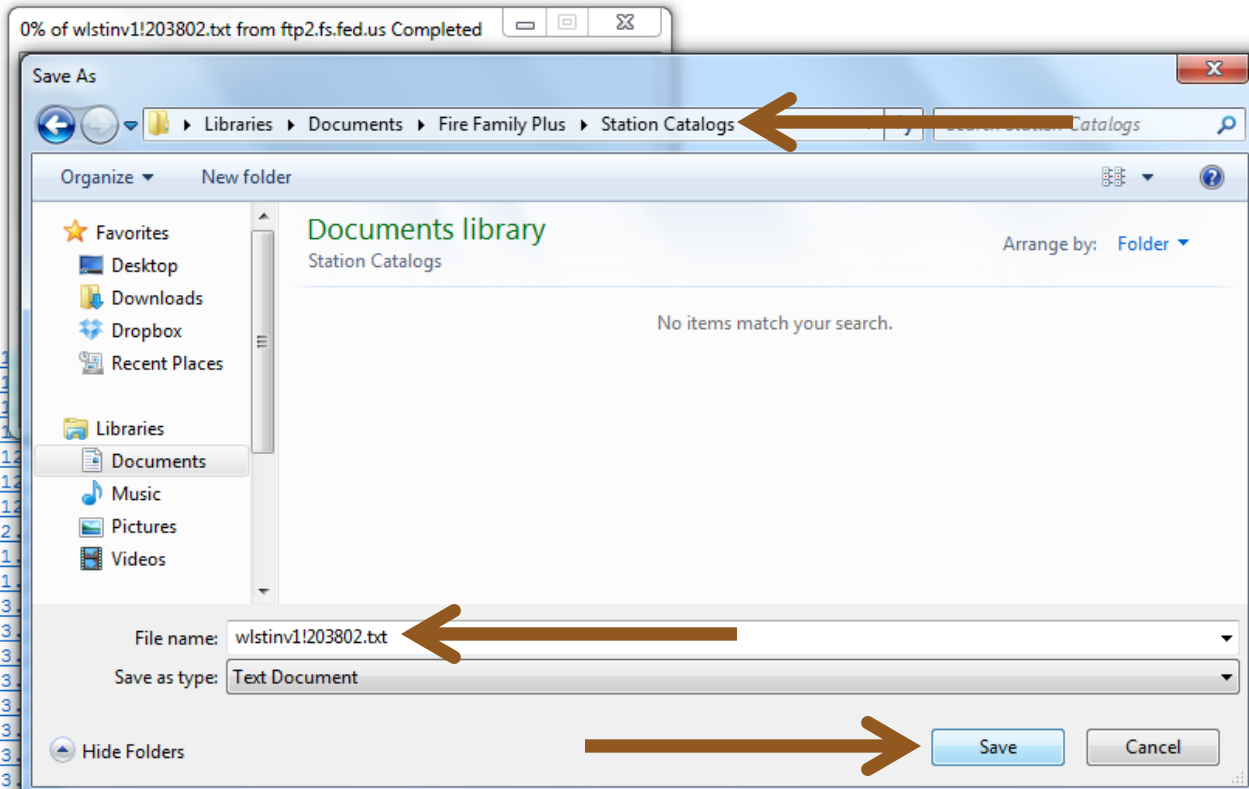 0% of wlstinv1!203802.txt from ftp2.fs.fed.us Completed
Save As
Libraries Documents Fire Family Plus Station Catalogs
Catalogs
Organize New folder
Favorites
Desktop
Downloads
Dropbox
Recent Places
Libraries
Documents
Music
Pictures
Videos
Documents library
Station Catalogs
Arrange by: Folder
No items match your search.
File name: wlstinv1!203802.txt
Save as type: Text Document
Hide Folders
Save
Cancel